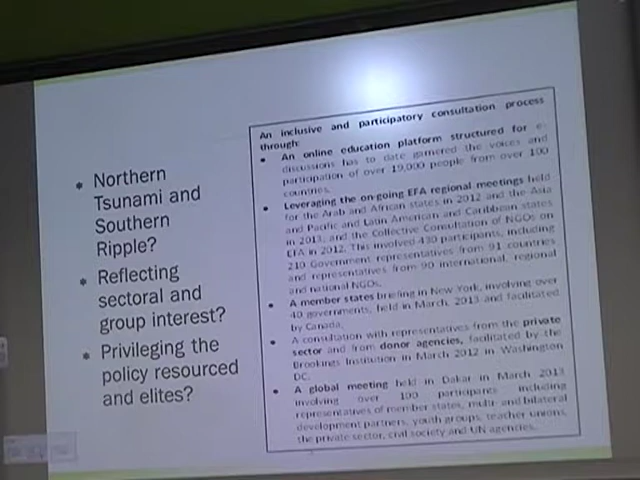 • Northern
Tsunami and
Southern
Ripple?
• Reflecting
sectoral and
group interest?
• Privileging the
policy resourced
and elites?
An inclusive and participatory consultation process
through:
• An online education platform structured for e-
discussions has to date garnered the voices and
participation of over 19,000 people from over 100
countries.
• Leveraging the on-going EFA regional meetings held
for the Arab and African states in 2012 and the Asia
and Pacific and Latin American and Caribbean states
in 2013, and the Collective Consultation of NGOs on
EFA in 2012. This involved 430 participants, including
210 Government representatives from 91 countries
and representatives from 90 international, regional
and national NGOs.
• A member states briefing in New York, involving over
40 governments, held in March, 2013 and facilitated
by Canada.
• A consultation with representatives from the private
sector and from donor agencies, facilitated by the
Brookings Institution in March 2012 in Washington
DC.
• A global meeting held in Dakar in March 2013
involving over 100 participants including
representatives of member states, multi- and bilateral
development partners, youth groups, teacher unions,
the private sector, civil society and UN agencies.